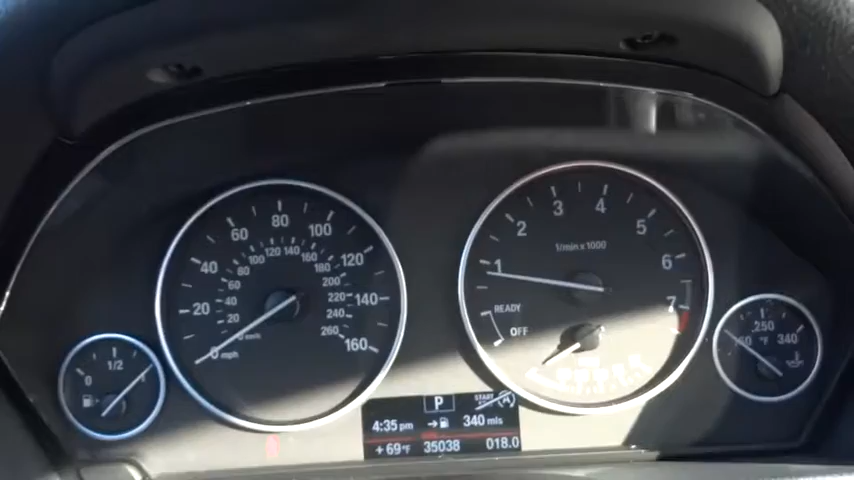 0 1/2
0 20 40 60 80 100 120 140 160
20 40 60 80 100 120 140 160 180 200 220 240 260
km/h
mph
1 2 3 4 5 6 7
1/min x 1000
READY
OFF
250
°F
340
P
START
4:35 pm
340 mls
+69°F
35038
018.0